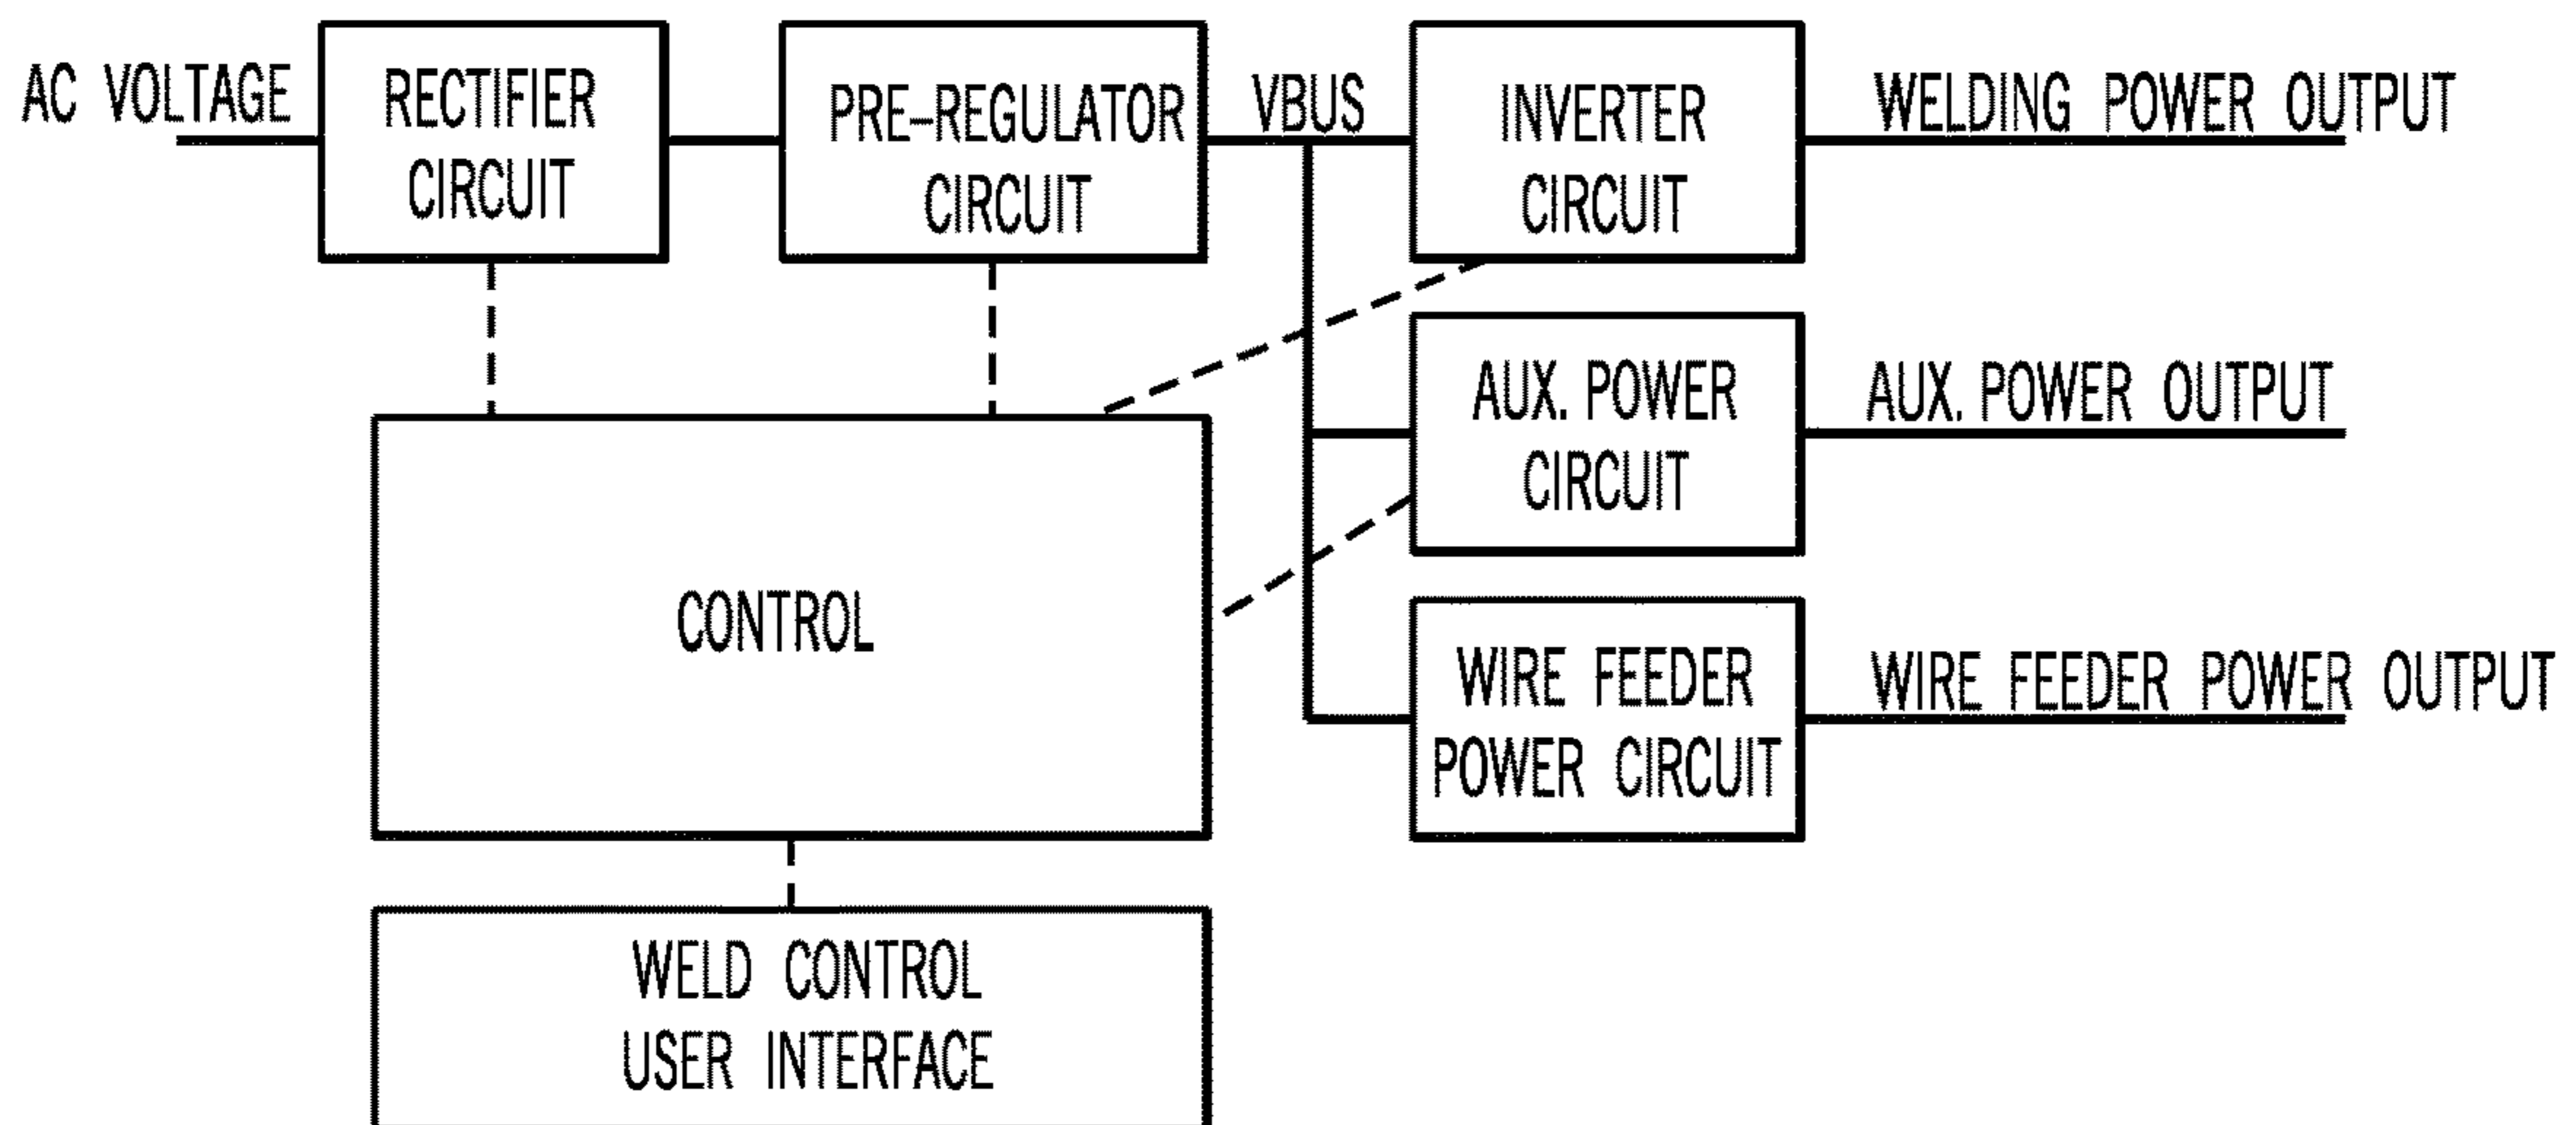 AC VOLTAGE
RECTIFIER
CIRCUIT
PRE-REGULATOR
CIRCUIT
VBUS
INVERTER
CIRCUIT
WELDING POWER OUTPUT
AUX. POWER
CIRCUIT
AUX. POWER OUTPUT
CONTROL
WIRE FEEDER
POWER CIRCUIT
WIRE FEEDER POWER OUTPUT
WELD CONTROL
USER INTERFACE